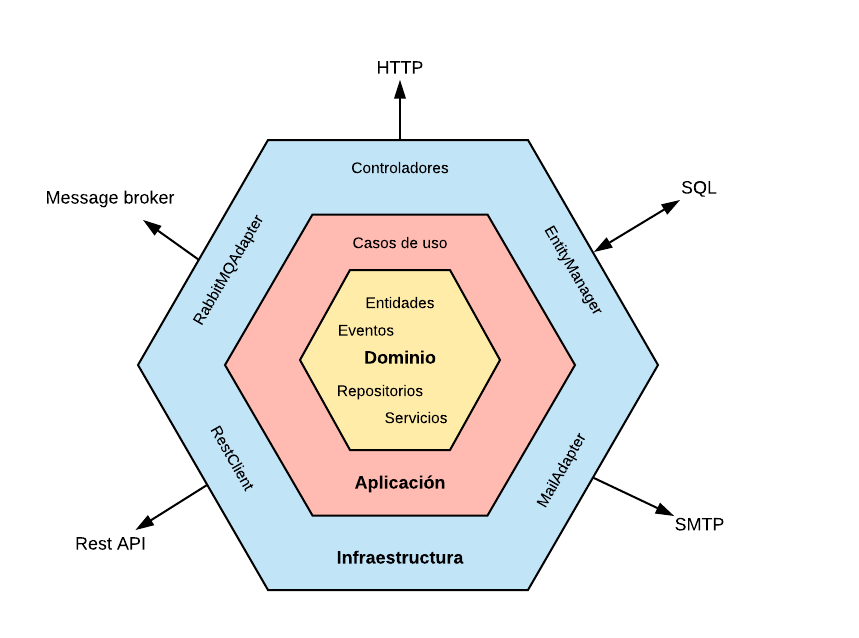 HTTP
Message broker
SQL
Controladores
RabbitMQAdapter
EntityManager
Casos de uso
Entidades
Eventos
Dominio
Repositorios
Servicios
RestClient
MailAdapter
Aplicación
Rest API
SMTP
Infraestructura